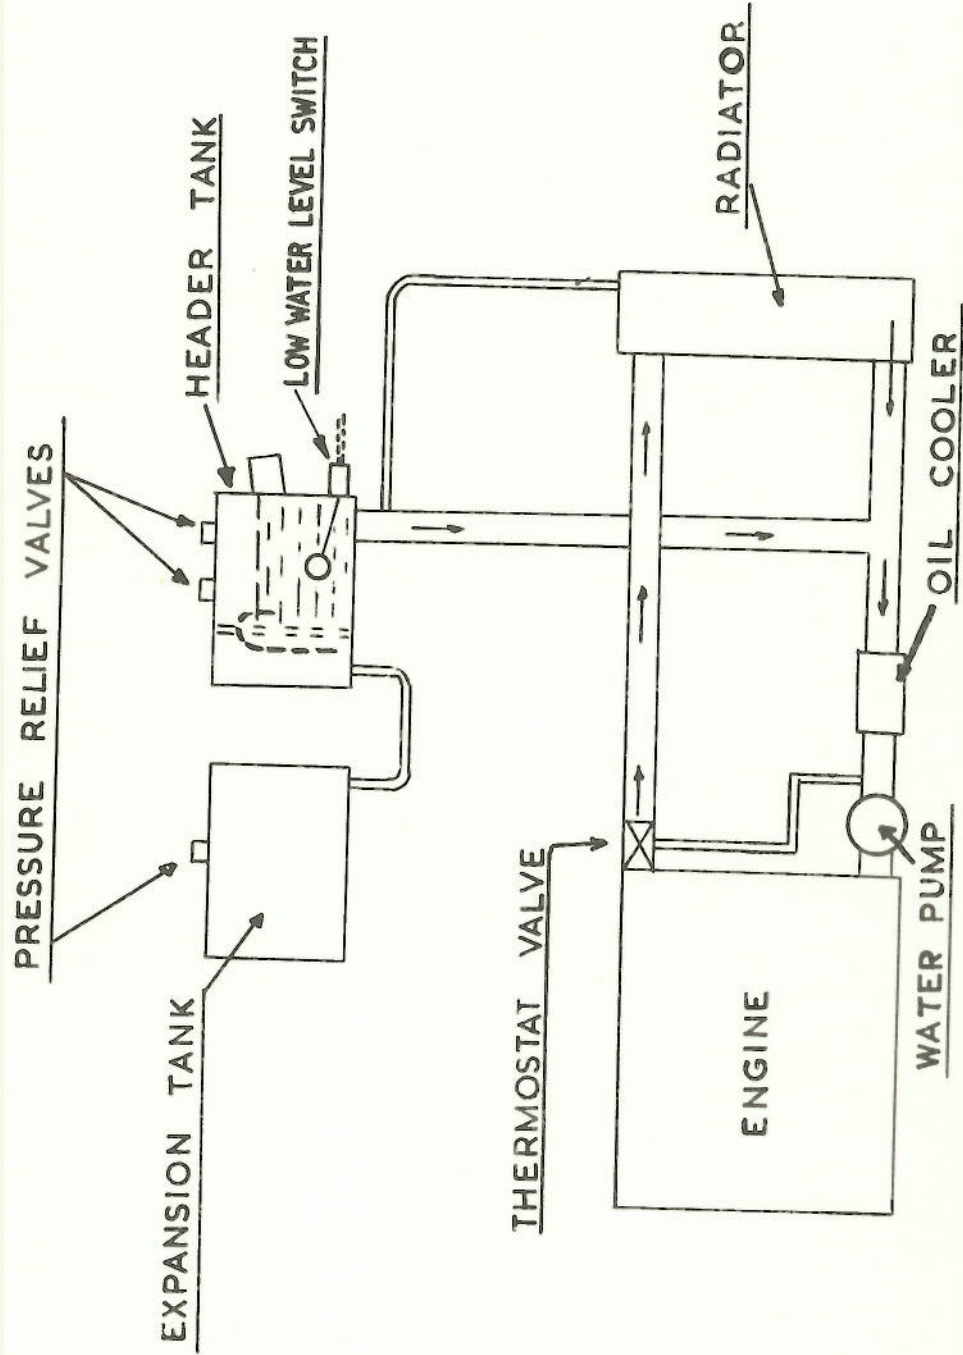 PRESSURE RELIEF VALVES
HEADER TANK
LOW WATER LEVEL SWITCH
EXPANSION TANK
THERMOSTAT VALVE
RADIATOR
ENGINE
WATER PUMP
OIL COOLER